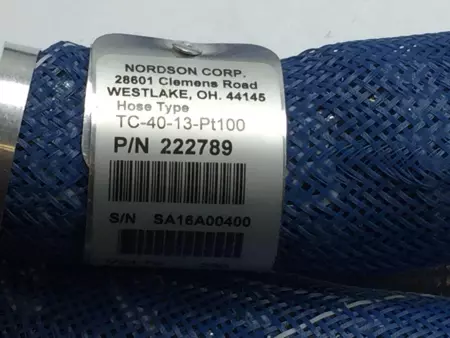 NORDSON CORP.
28601 Clemens Road
WESTLAKE, OH. 44145
Hose Type
TC-40-13-Pt100
P/N 222789
S/N SA16A00400